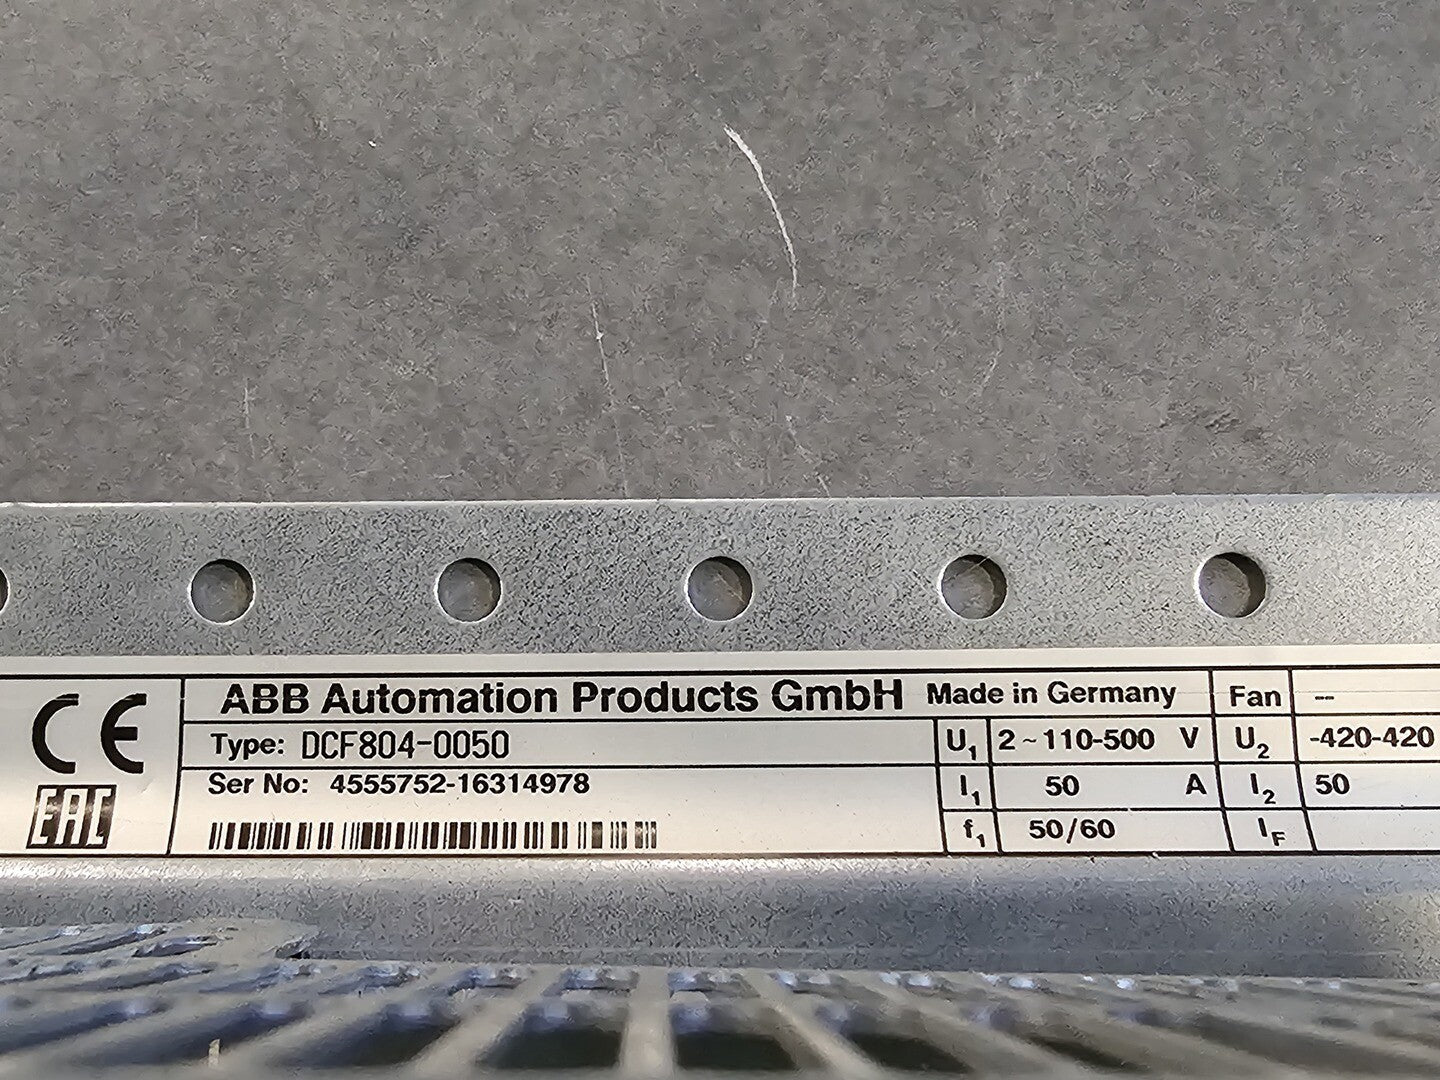 CE
EAC
ABB Automation Products GmbH Made in Germany Fan --
Type: DCF804-0050 U1 2 ~ 110-500 V U2 -420-420
Ser No: 4555752-16314978 I1 50 A I2 50
f1 50/60 IF